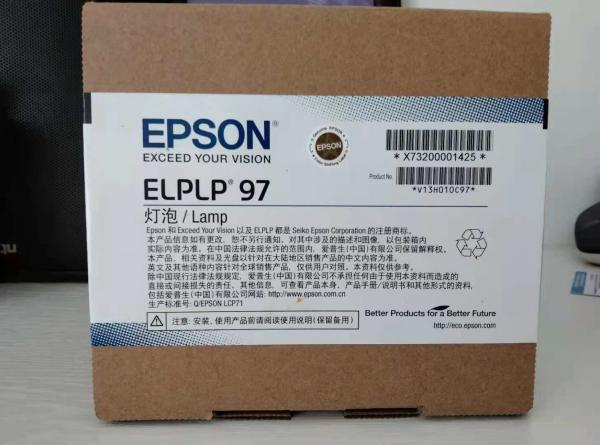 EPSON®
EXCEED YOUR VISION
Genuine EPSON
* X73200001425 *
Product No
*V13H010C97*
ELPLP® 97
灯泡 / Lamp
Epson 和 Exceed Your Vision 以及 ELPLP 都是 Seiko Epson Corporation 的注册商标。
本产品信息如有更改，恕不另行通知。对其中涉及的描述和图像，以包装箱内
实际内容为准。在中国法律法规允许的范围内，爱普生(中国)有限公司保留解释权。
本产品、相关资料及光盘以针对在大陆地区销售产品的中文内容为准。
英文及其他语种内容针对全球销售产品，仅供用户对照。本资料仅供参考。
除中国现行法律法规规定，爱普生(中国)有限公司不承担任何由于使用本资料而造成的
直接或间接损失的责任。其他信息，可查看产品本身、产品手册/说明书和其他形式的资料，
包括爱普生(中国)有限公司网站: http://www.epson.com.cn
生产标准号: Q/EPSON LCP71
注意: 安装、使用产品前请阅读使用说明(保留备用)
Better Products for a Better Future
http://eco.epson.com